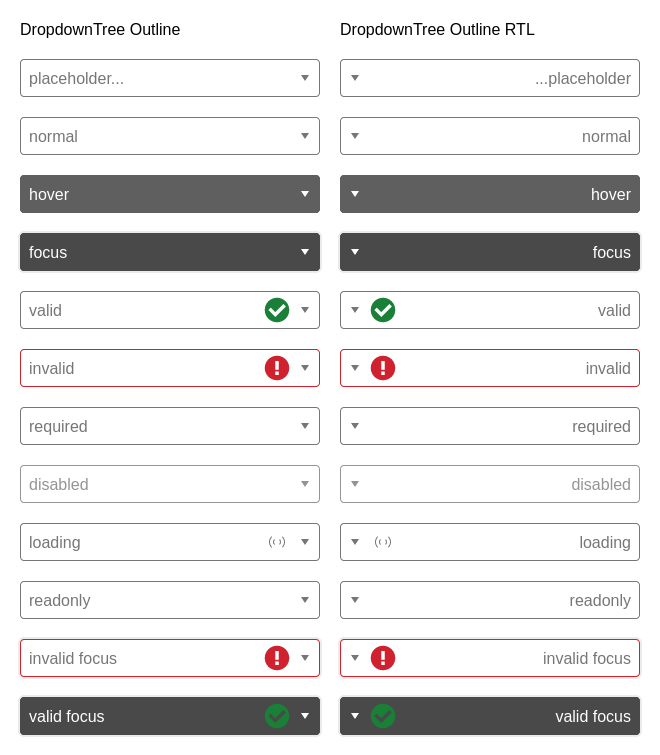 DropdownTree Outline
DropdownTree Outline RTL
placeholder...
...placeholder
normal
normal
hover
hover
focus
focus
valid
valid
invalid
invalid
required
required
disabled
disabled
loading
loading
readonly
readonly
invalid focus
invalid focus
valid focus
valid focus